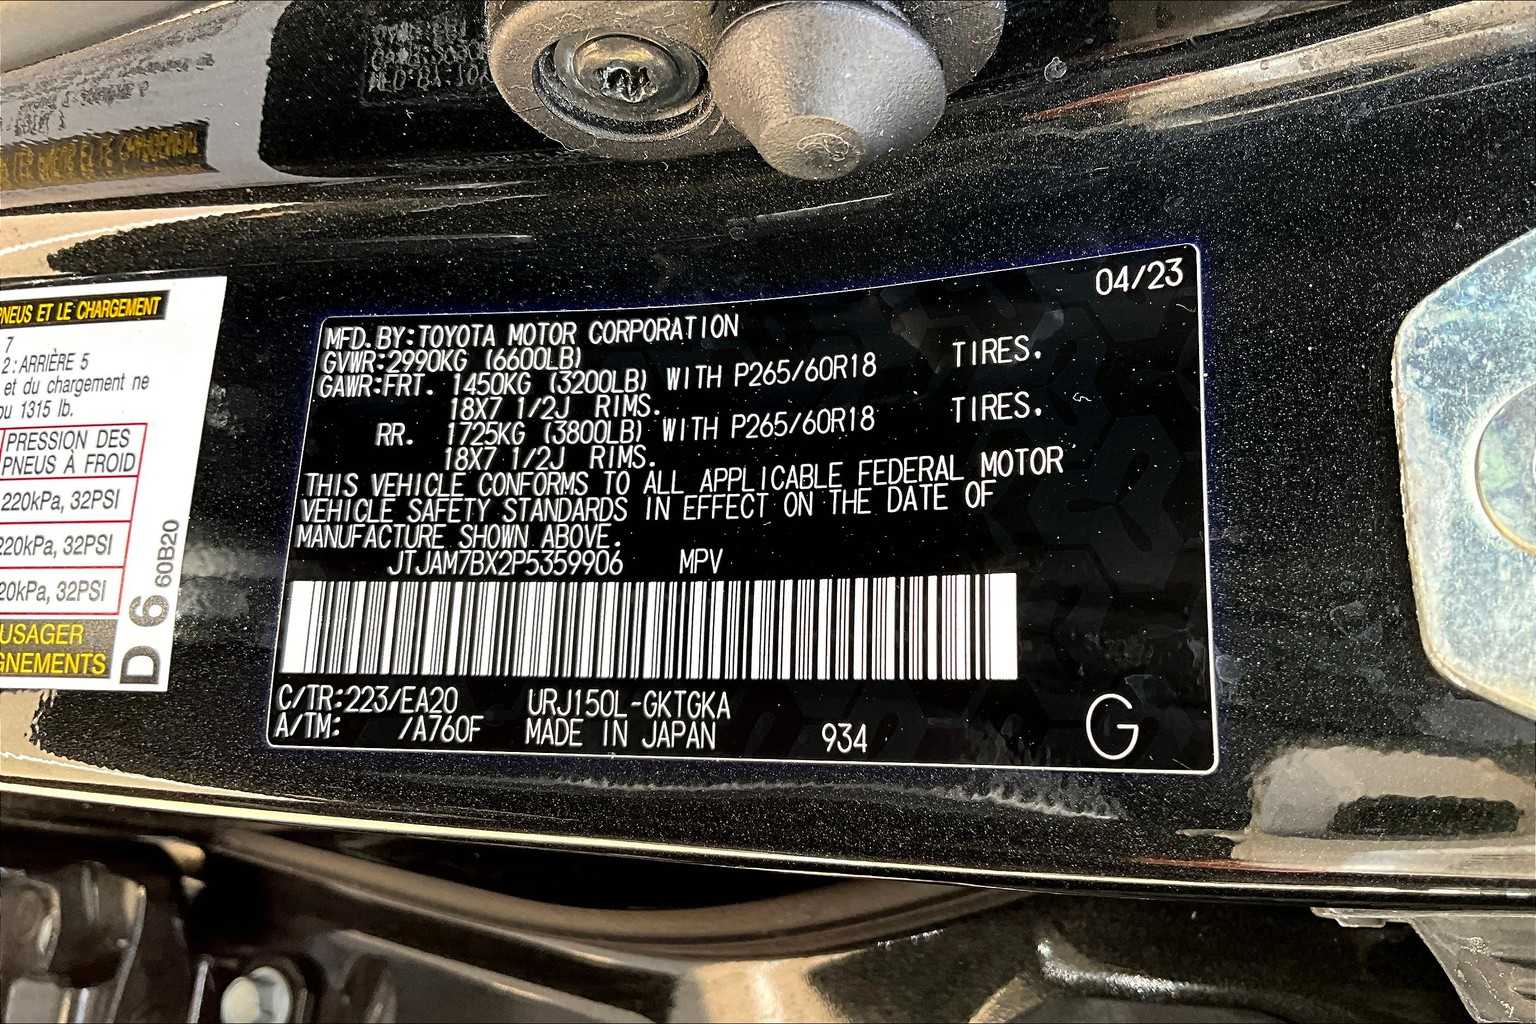 PNEUS ET LE CHARGEMENT
7
2: ARRIÈRE 5
et du chargement ne
ou 1315 lb.
PRESSION DES
PNEUS À FROID
220kPa, 32PSI
220kPa, 32PSI
20kPa, 32PSI
USAGER
GNEMENTS
D6 60B20
04/23
MFD. BY: TOYOTA MOTOR CORPORATION
GVWR: 2990KG (6600LB)
GAWR: FRT. 1450KG (3200LB) WITH P265/60R18 TIRES.
18X7 1/2J RIMS.
RR. 1725KG (3800LB) WITH P265/60R18 TIRES.
18X7 1/2J RIMS.
THIS VEHICLE CONFORMS TO ALL APPLICABLE FEDERAL MOTOR
VEHICLE SAFETY STANDARDS IN EFFECT ON THE DATE OF
MANUFACTURE SHOWN ABOVE.
JTJAM7BX2P5359906 MPV
C/TR: 223/EA20 URJ150L-GKTGKA
A/TM: /A760F MADE IN JAPAN 934
G